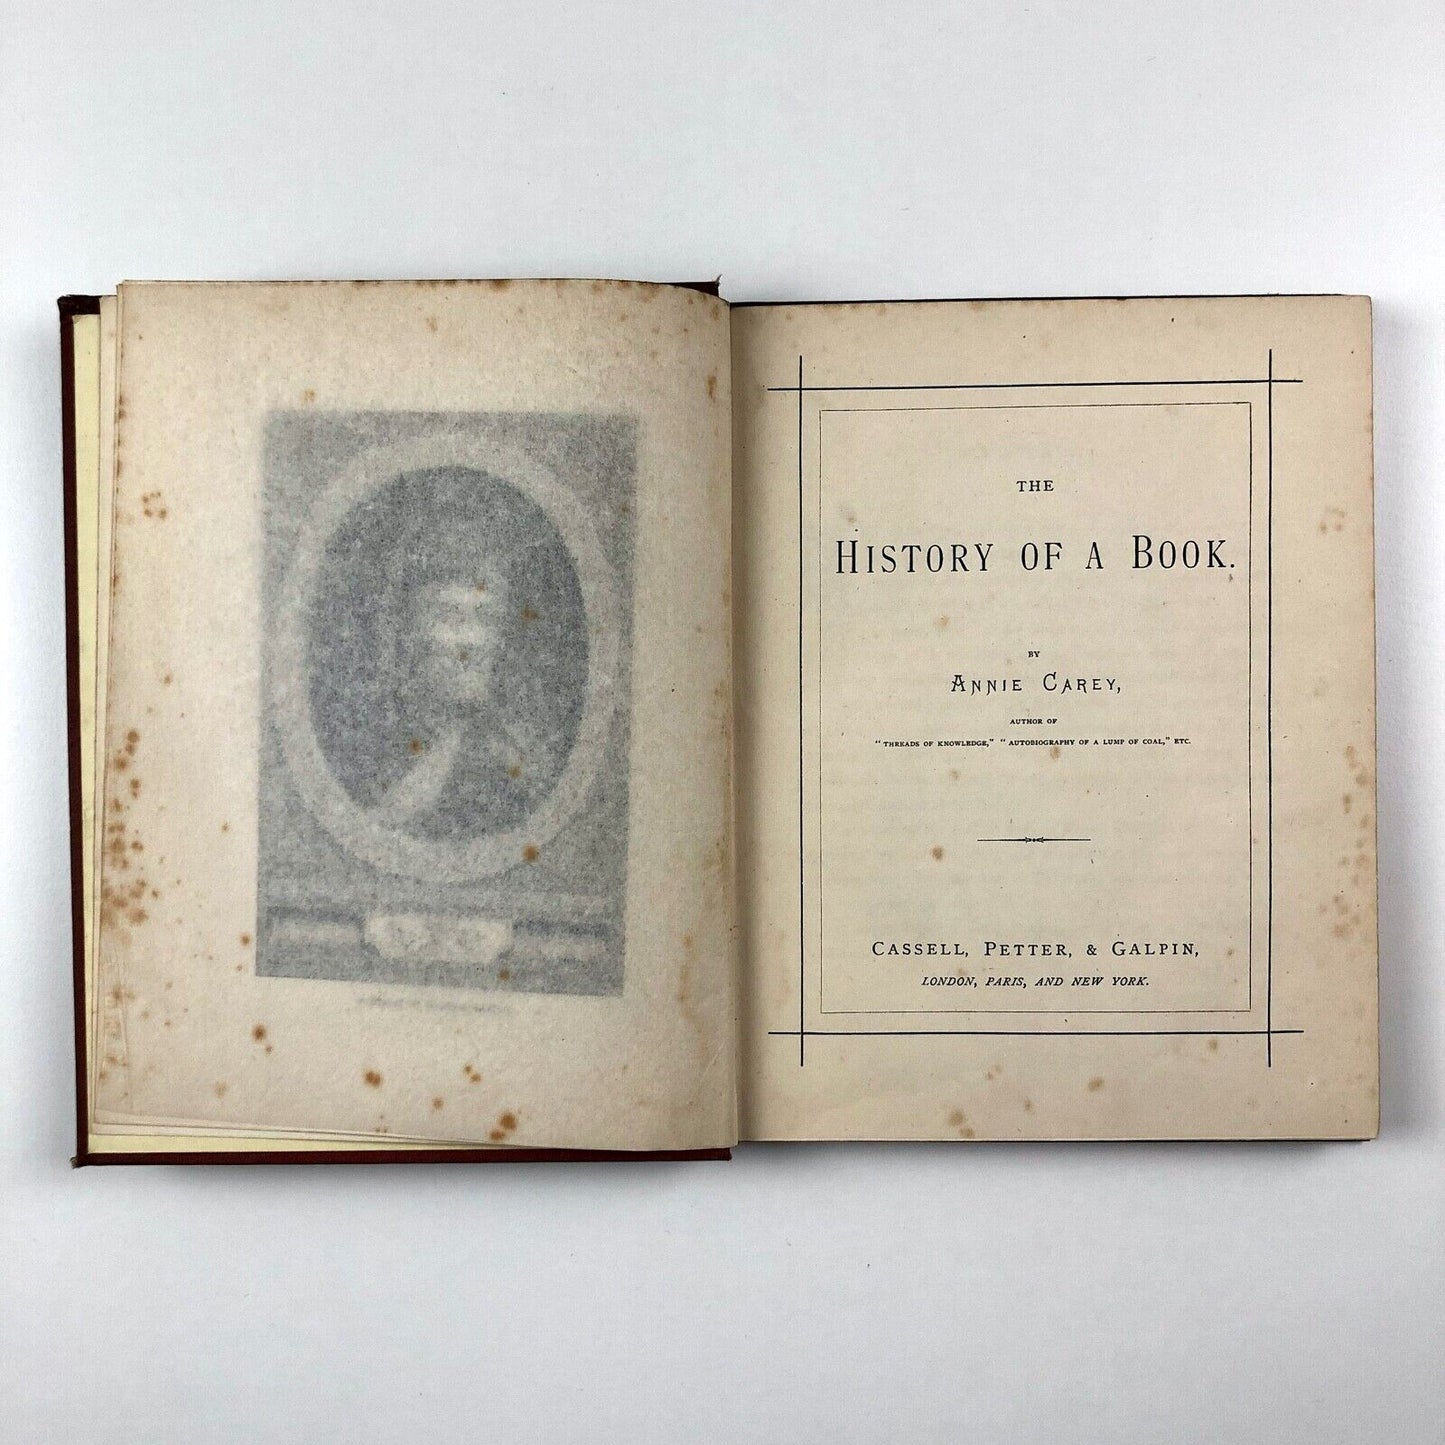 THE
HISTORY OF A BOOK.
BY
ANNIE CAREY,
AUTHOR OF
“THREADS OF KNOWLEDGE,” “AUTOBIOGRAPHY OF A LUMP OF COAL,” ETC.
CASSELL, PETTER, & GALPIN,
LONDON, PARIS, AND NEW YORK.